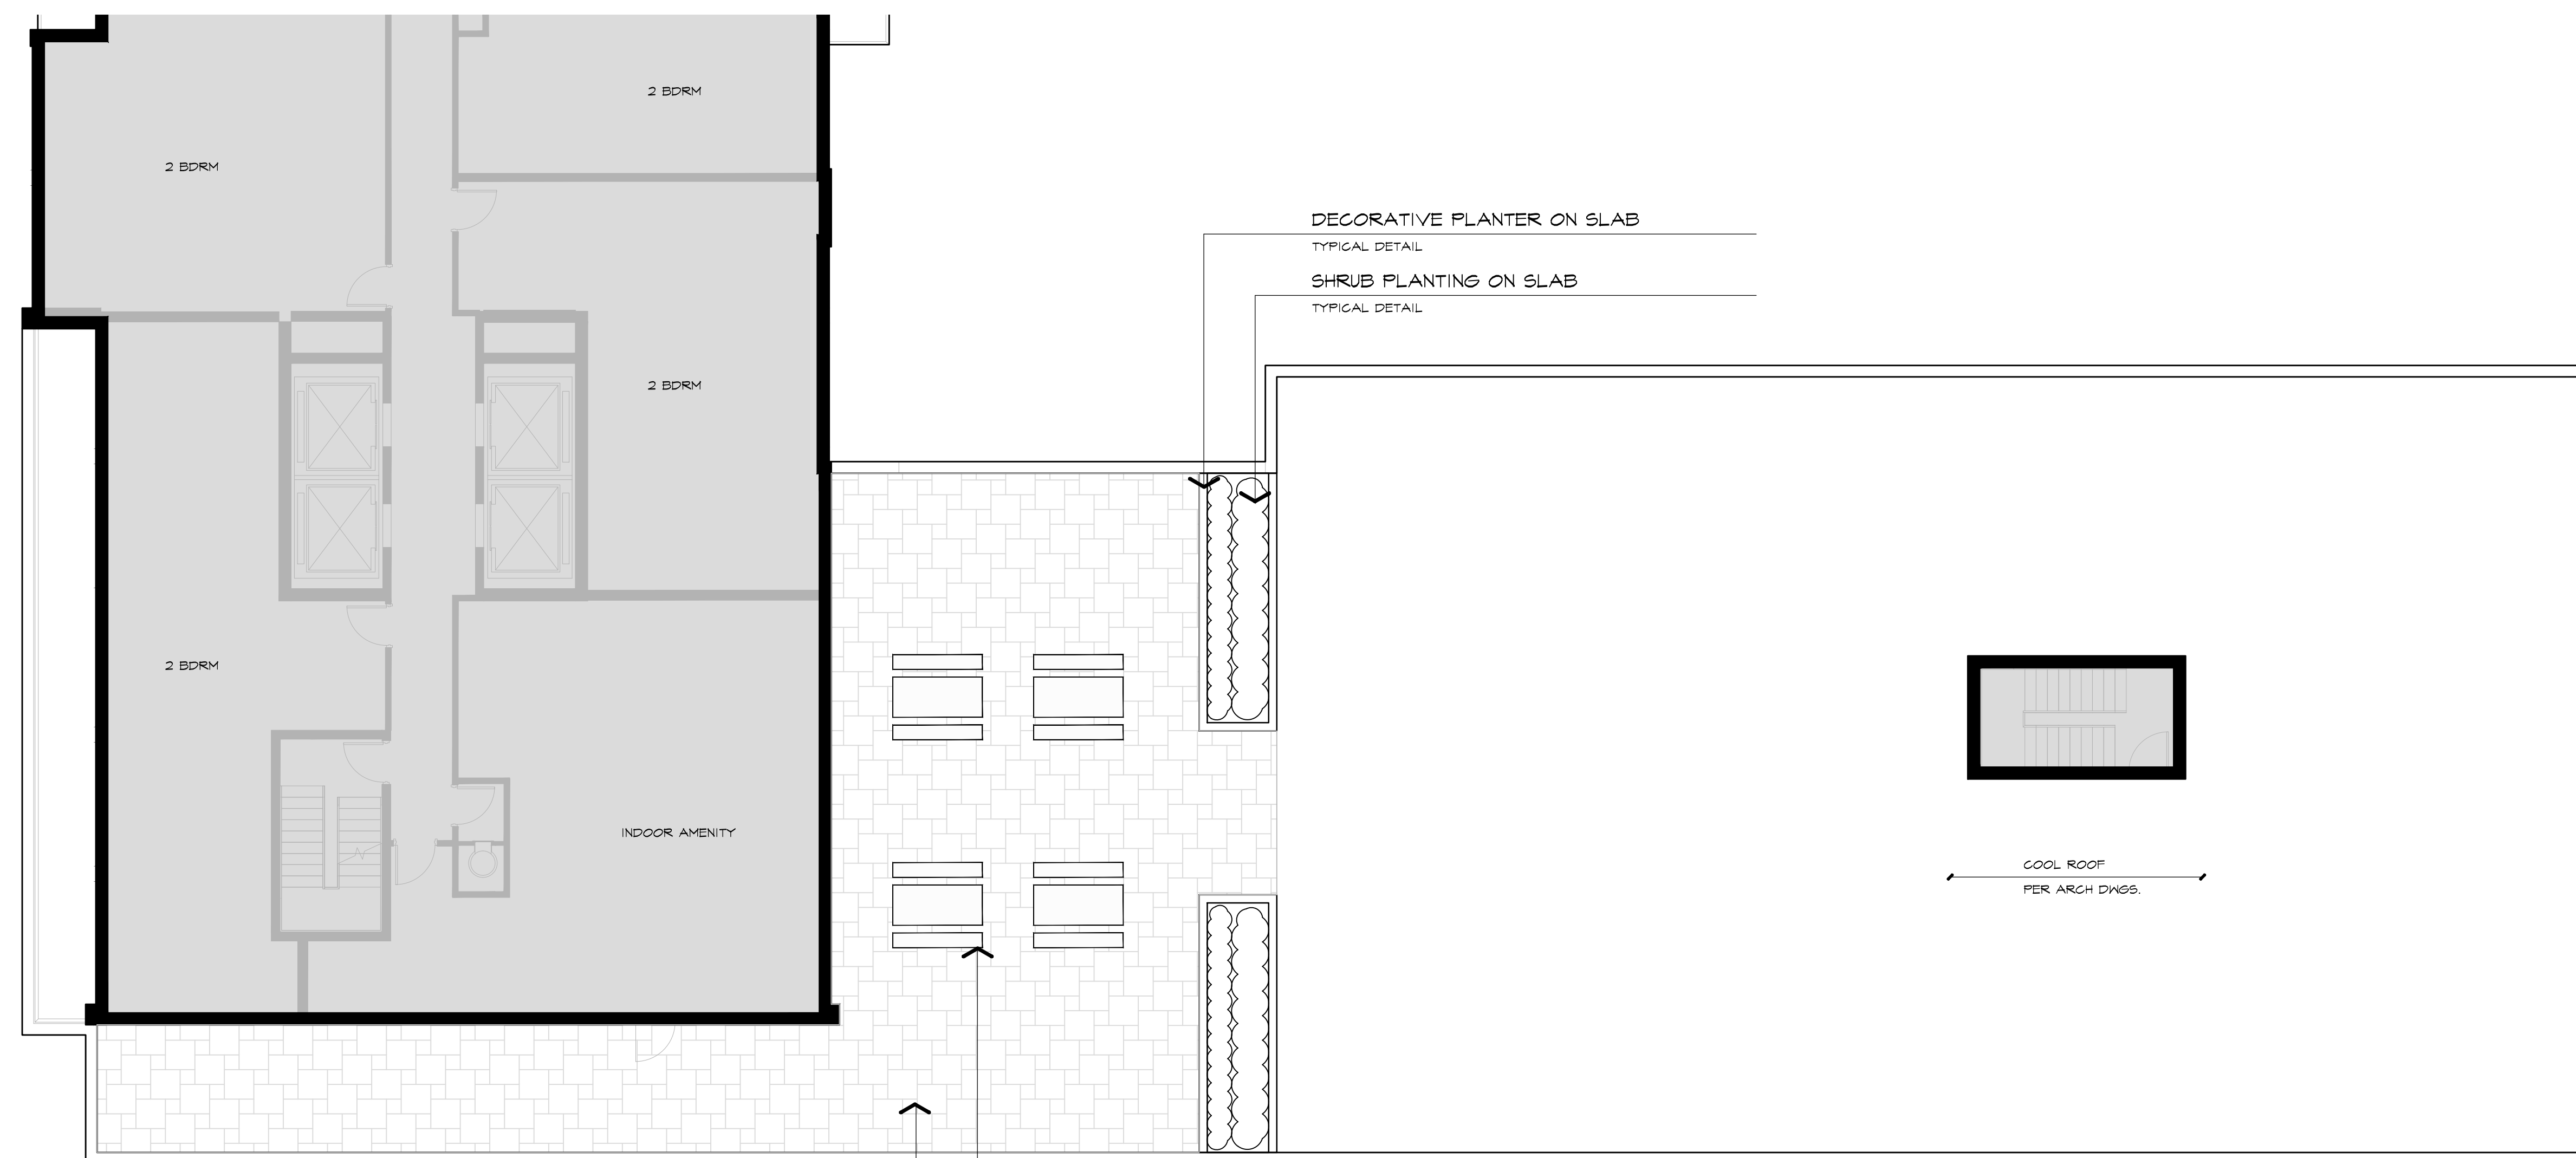 2 BDRM
2 BDRM
DECORATIVE PLANTER ON SLAB
TYPICAL DETAIL
SHRUB PLANTING ON SLAB
TYPICAL DETAIL
2 BDRM
2 BDRM
INDOOR AMENITY
COOL ROOF
PER ARCH DWGS.